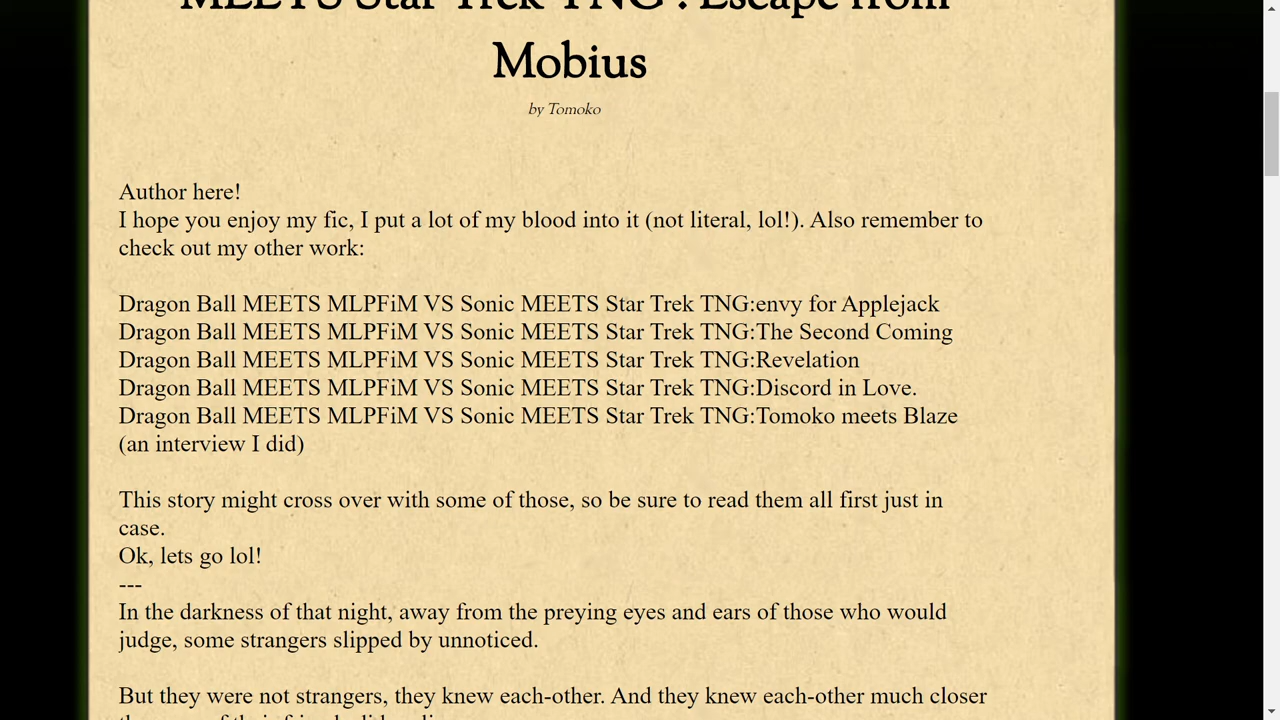 MEETS Star Trek TNG : Escape from
Mobius
by Tomoko
Author here!
I hope you enjoy my fic, I put a lot of my blood into it (not literal, lol!). Also remember to
check out my other work:
Dragon Ball MEETS MLPFiM VS Sonic MEETS Star Trek TNG:envy for Applejack
Dragon Ball MEETS MLPFiM VS Sonic MEETS Star Trek TNG:The Second Coming
Dragon Ball MEETS MLPFiM VS Sonic MEETS Star Trek TNG:Revelation
Dragon Ball MEETS MLPFiM VS Sonic MEETS Star Trek TNG:Discord in Love.
Dragon Ball MEETS MLPFiM VS Sonic MEETS Star Trek TNG:Tomoko meets Blaze
(an interview I did)
This story might cross over with some of those, so be sure to read them all first just in
case.
Ok, lets go lol!
---
In the darkness of that night, away from the preying eyes and ears of those who would
judge, some strangers slipped by unnoticed.
But they were not strangers, they knew each-other. And they knew each-other much closer